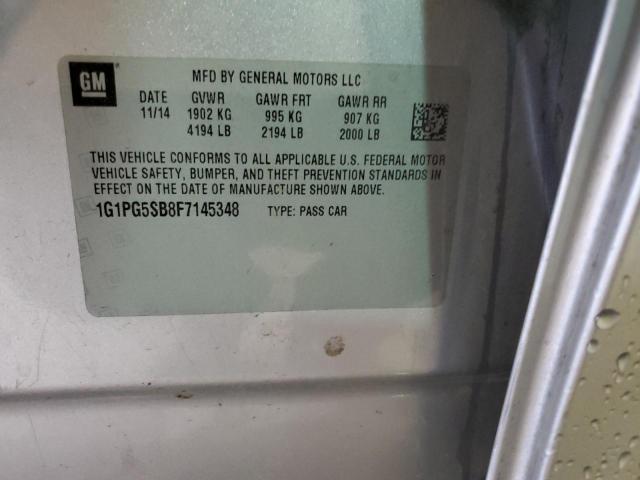 GM
MFD BY GENERAL MOTORS LLC
DATE GVWR GAWR FRT GAWR RR
11/14 1902 KG 995 KG 907 KG
4194 LB 2194 LB 2000 LB
THIS VEHICLE CONFORMS TO ALL APPLICABLE U.S. FEDERAL MOTOR
VEHICLE SAFETY, BUMPER, AND THEFT PREVENTION STANDARDS IN
EFFECT ON THE DATE OF MANUFACTURE SHOWN ABOVE.
1G1PG5SB8F7145348 TYPE: PASS CAR